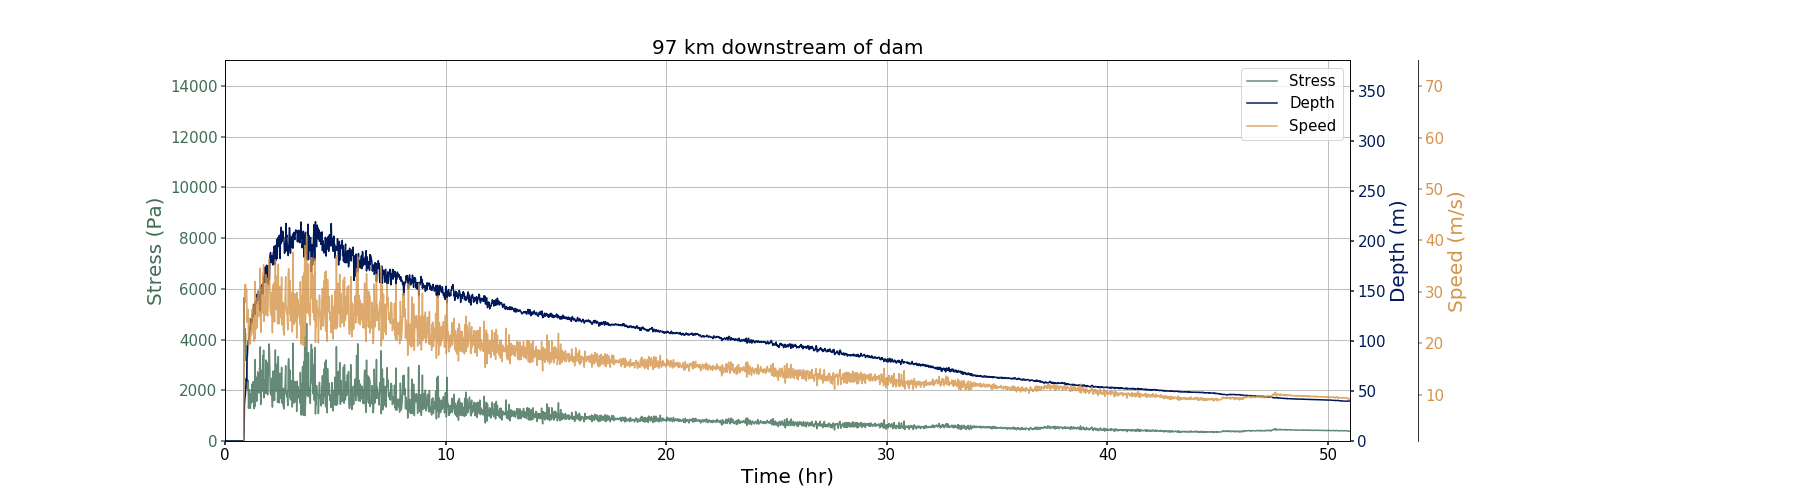 97 km downstream of dam
Stress (Pa)
14000
12000
10000
8000
6000
4000
2000
0
Stress
Depth
Speed
350
300
250
200
150
100
50
0
Depth (m)
70
60
50
40
30
20
10
Speed (m/s)
0 10 20 30 40 50
Time (hr)